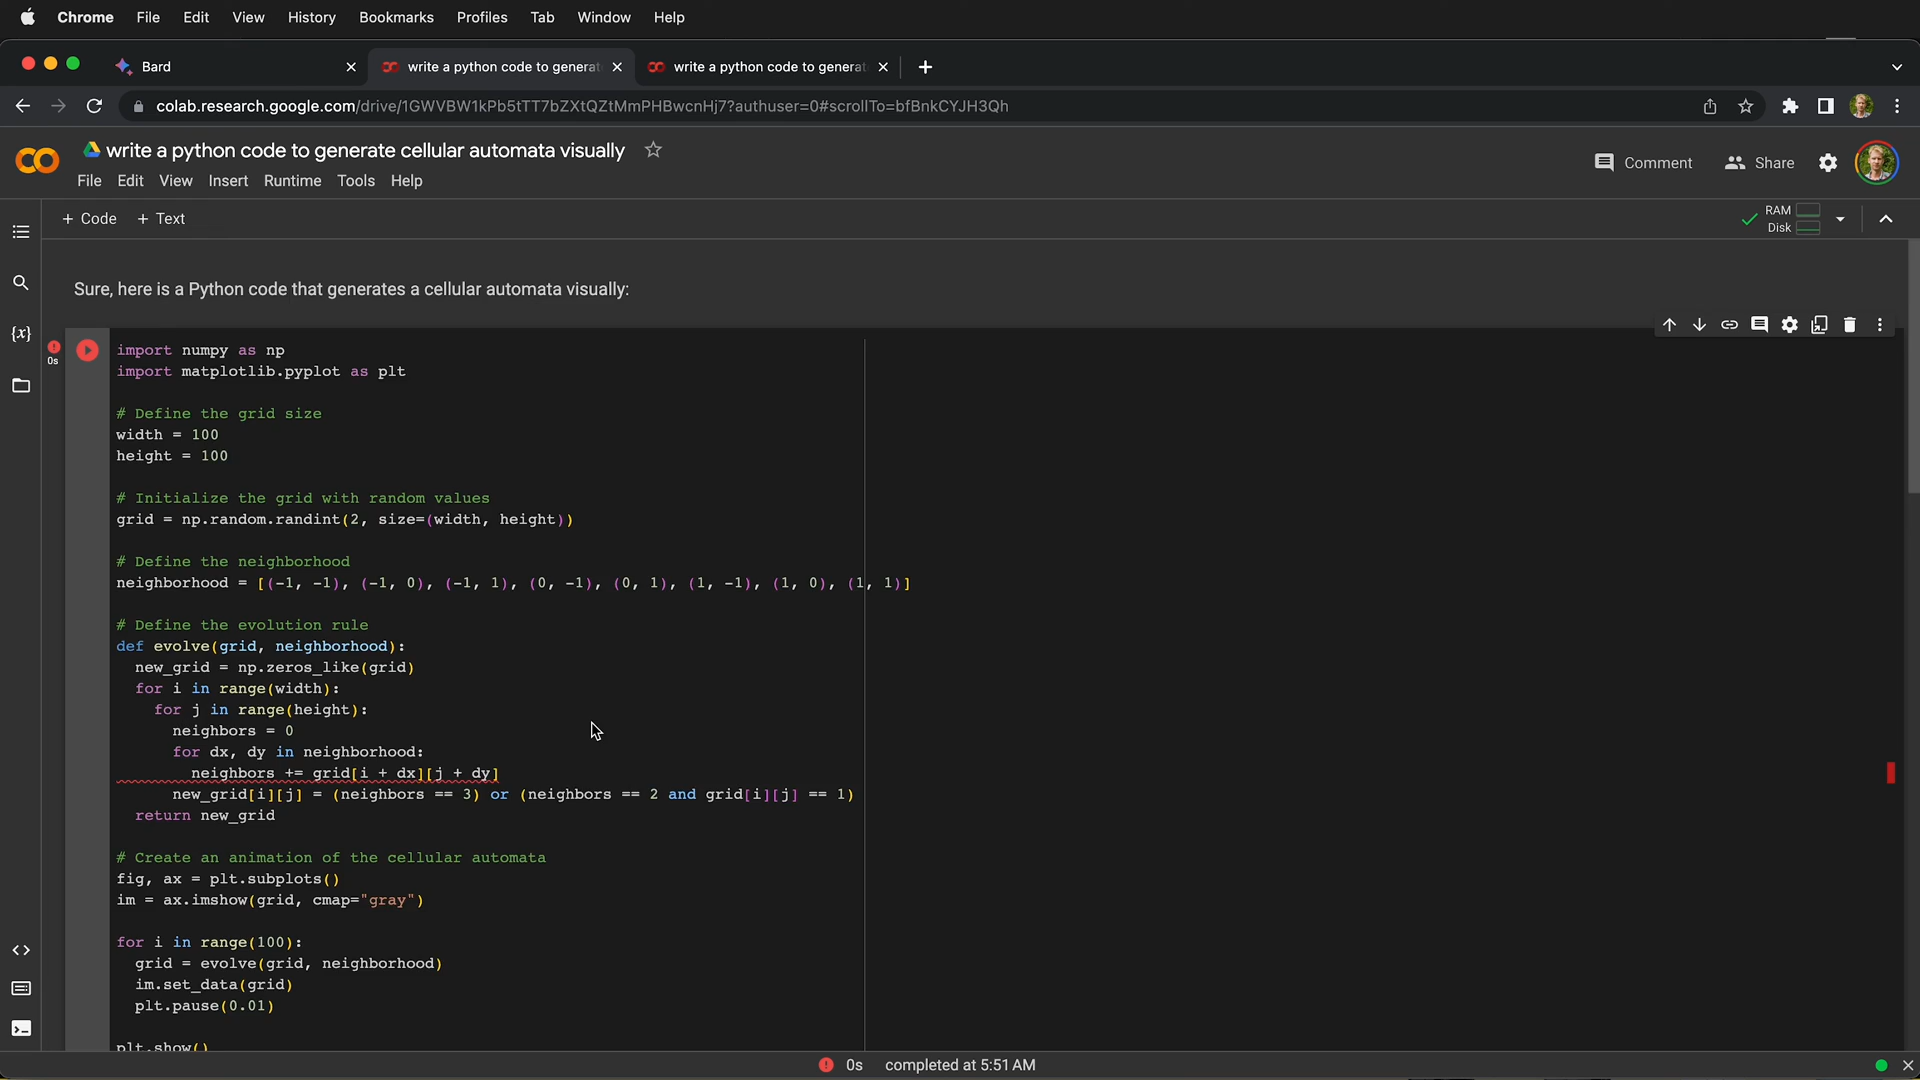 Chrome File Edit View History Bookmarks Profiles Tab Window Help
Bard
write a python code to generat
write a python code to generat
colab.research.google.com/drive/1GWVBW1kPb5tTT7bZXtQZtMmPHBwcnHj7?authuser=0#scrollTo=bfBnkCYJH3Qh
CO write a python code to generate cellular automata visually
Comment Share
File Edit View Insert Runtime Tools Help
+ Code + Text
RAM
Disk
Sure, here is a Python code that generates a cellular automata visually:
{x}
0s
import numpy as np
import matplotlib.pyplot as plt
# Define the grid size
width = 100
height = 100
# Initialize the grid with random values
grid = np.random.randint(2, size=(width, height))
# Define the neighborhood
neighborhood = [(-1, -1), (-1, 0), (-1, 1), (0, -1), (0, 1), (1, -1), (1, 0), (1, 1)]
# Define the evolution rule
def evolve(grid, neighborhood):
  new_grid = np.zeros_like(grid)
  for i in range(width):
    for j in range(height):
      neighbors = 0
      for dx, dy in neighborhood:
        neighbors += grid[i + dx][j + dy]
      new_grid[i][j] = (neighbors == 3) or (neighbors == 2 and grid[i][j] == 1)
  return new_grid
# Create an animation of the cellular automata
fig, ax = plt.subplots()
im = ax.imshow(grid, cmap="gray")
for i in range(100):
  grid = evolve(grid, neighborhood)
  im.set_data(grid)
  plt.pause(0.01)
plt.show()
0s completed at 5:51 AM